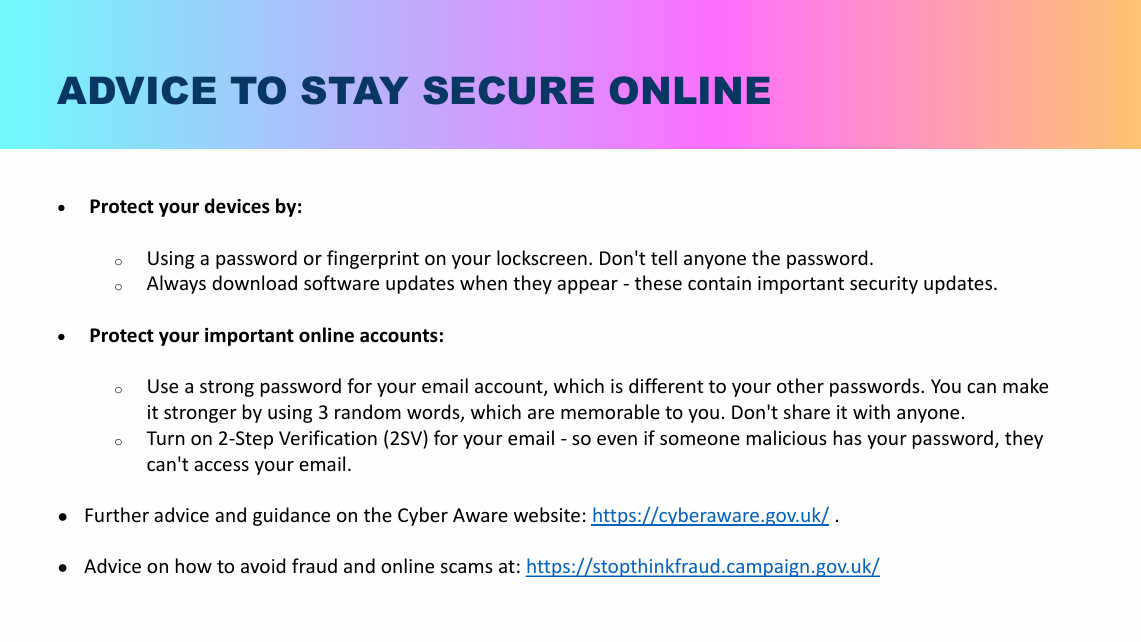 ADVICE TO STAY SECURE ONLINE
• Protect your devices by:
○ Using a password or fingerprint on your lockscreen. Don't tell anyone the password.
○ Always download software updates when they appear - these contain important security updates.
• Protect your important online accounts:
○ Use a strong password for your email account, which is different to your other passwords. You can make
it stronger by using 3 random words, which are memorable to you. Don't share it with anyone.
○ Turn on 2-Step Verification (2SV) for your email - so even if someone malicious has your password, they
can't access your email.
• Further advice and guidance on the Cyber Aware website: https://cyberaware.gov.uk/ .
• Advice on how to avoid fraud and online scams at: https://stopthinkfraud.campaign.gov.uk/